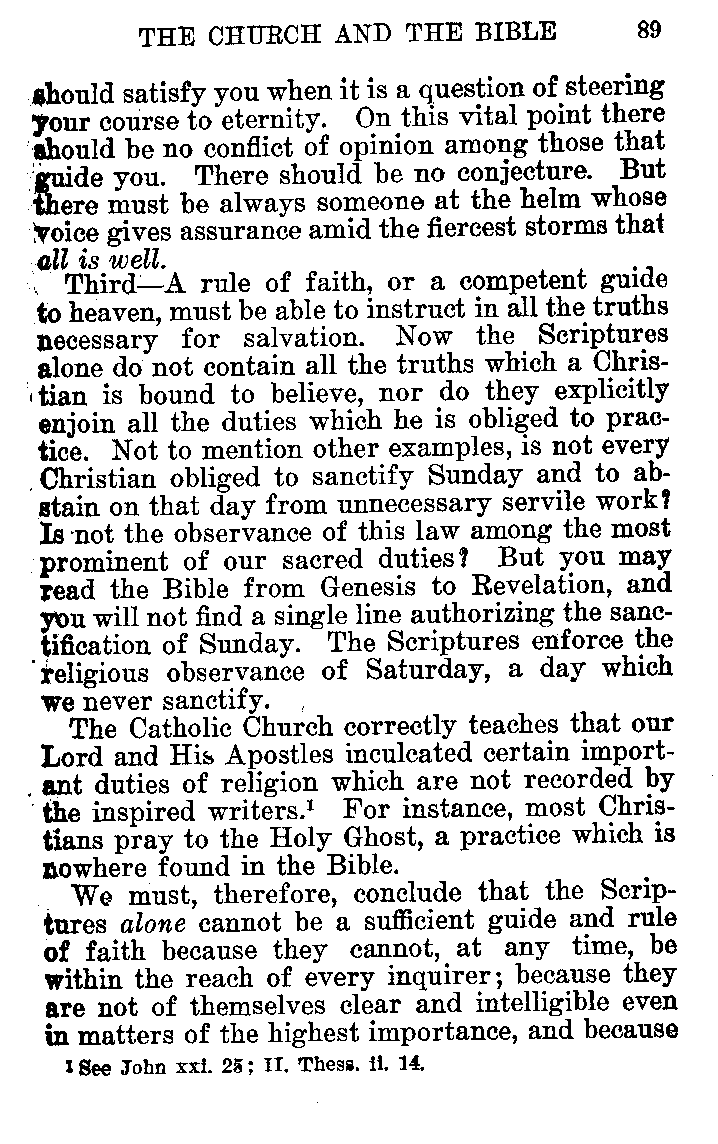 THE CHURCH AND THE BIBLE 89
should satisfy you when it is a question of steering
your course to eternity. On this vital point there
should be no conflict of opinion among those that
guide you. There should be no conjecture. But
there must be always someone at the helm whose
voice gives assurance amid the fiercest storms that
all is well.
Third—A rule of faith, or a competent guide
to heaven, must be able to instruct in all the truths
necessary for salvation. Now the Scriptures
alone do not contain all the truths which a Chris-
tian is bound to believe, nor do they explicitly
enjoin all the duties which he is obliged to prac-
tice. Not to mention other examples, is not every
Christian obliged to sanctify Sunday and to ab-
stain on that day from unnecessary servile work?
Is not the observance of this law among the most
prominent of our sacred duties? But you may
read the Bible from Genesis to Revelation, and
you will not find a single line authorizing the sanc-
tification of Sunday. The Scriptures enforce the
religious observance of Saturday, a day which
we never sanctify.
The Catholic Church correctly teaches that our
Lord and His Apostles inculcated certain import-
ant duties of religion which are not recorded by
the inspired writers.¹ For instance, most Chris-
tians pray to the Holy Ghost, a practice which is
nowhere found in the Bible.
We must, therefore, conclude that the Scrip-
tures alone cannot be a sufficient guide and rule
of faith because they cannot, at any time, be
within the reach of every inquirer; because they
are not of themselves clear and intelligible even
in matters of the highest importance, and because
¹ See John xxi. 25; II. Thess. ii. 14.